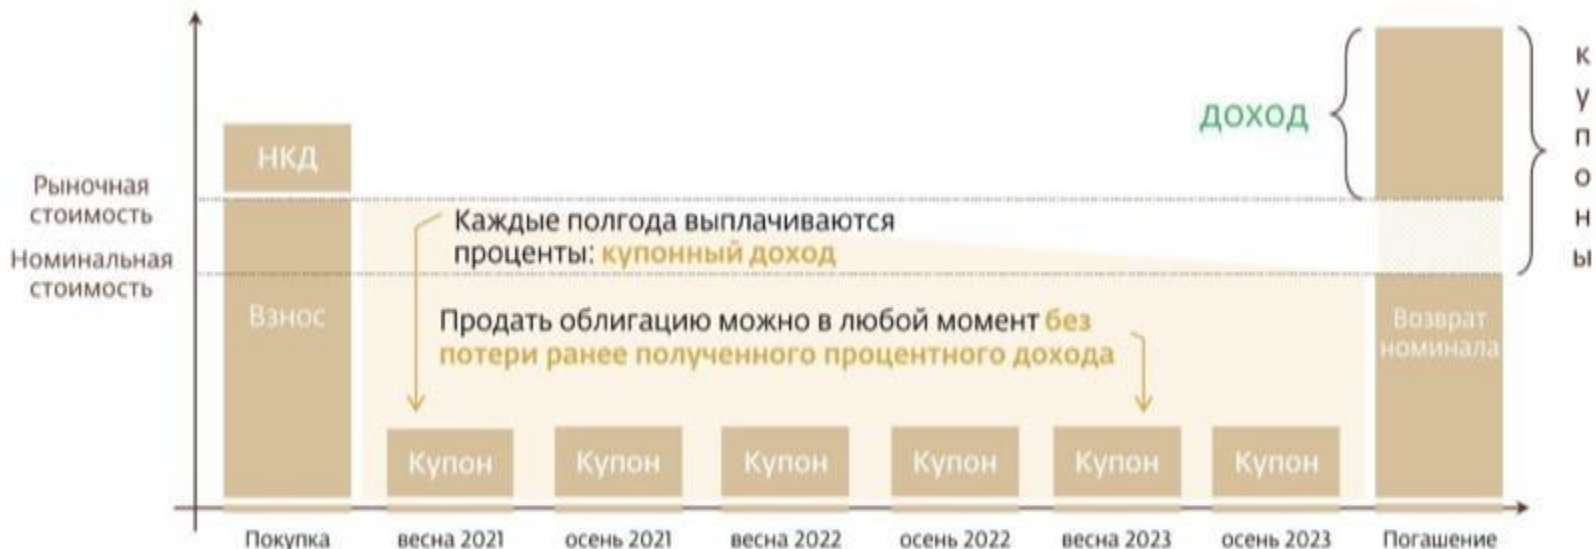 НКД
ДОХОД
купоны
Рыночная
стоимость
Номинальная
стоимость
Каждые полгода выплачиваются
проценты: купонный доход
Взнос
Продать облигацию можно в любой момент без
потери ранее полученного процентного дохода
Возврат
номинала
Купон
Купон
Купон
Купон
Купон
Купон
Покупка
весна 2021
осень 2021
весна 2022
осень 2022
весна 2023
осень 2023
Погашение